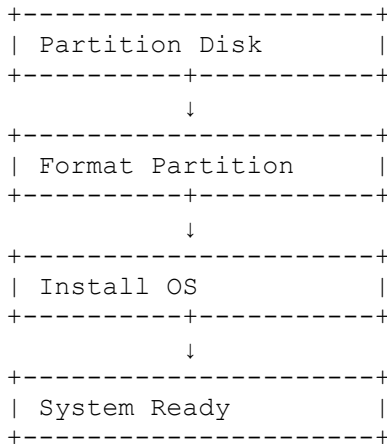 +----------------------+
| Partition Disk       |
+----------+-----------+
           ↓
+----------------------+
| Format Partition     |
+----------+-----------+
           ↓
+----------------------+
| Install OS           |
+----------+-----------+
           ↓
+----------------------+
| System Ready         |
+----------------------+